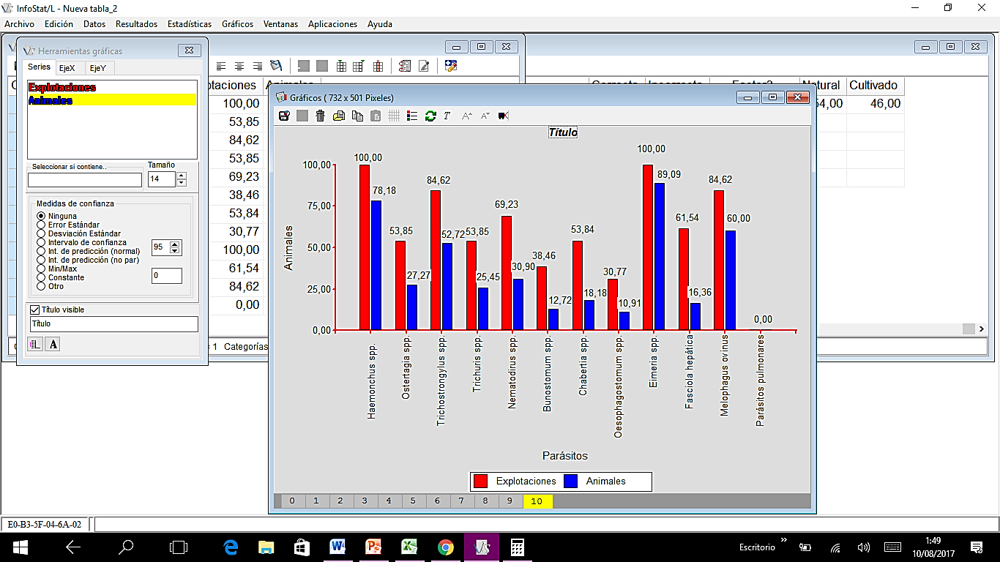 InfoStat/L - Nueva tabla_2
Archivo Edición Datos Resultados Estadísticas Gráficos Ventanas Aplicaciones Ayuda
Herramientas gráficas
Series EjeX EjeY
Explotaciones
Animales
Seleccionar si contiene..
Tamaño
14
Medidas de confianza
Ninguna
Error Estándar
Desviación Estándar
Intervalo de confianza
Int. de predicción (normal)
Int. de predicción (no par)
Min/Max
Constante
Otro
95
0
Título visible
Título
A
100,00
53,85
84,62
53,85
69,23
38,46
53,84
30,77
100,00
61,54
84,62
0,00
Categorías
Natural Cultivado
46,00
Gráficos ( 732 x 501 Pixeles)
Título
Animales
100,00
75,00
50,00
25,00
0,00
100,00 78,18
53,85 27,27
84,62 52,72
53,85 25,45
69,23 30,90
38,46 12,72
53,84 18,18
30,77 10,91
100,00 89,09
61,54 16,36
84,62 60,00
0,00
Haemonchus spp.
Ostertagia spp.
Trichostrongylus spp.
Trichuris spp.
Nematodirus spp.
Bunostomum spp.
Chabertia spp.
Oesophagostomum spp.
Eimeria spp.
Fasciola hepática
Melophagus ovinus
Parásitos pulmonares
Parásitos
Explotaciones Animales
0 1 2 3 4 5 6 7 8 9 10
E0-B3-5F-04-6A-02
Escritorio
1:49
10/08/2017